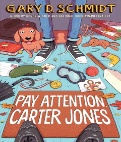 GARY D. SCHMIDT
PAY ATTENTION,
CARTER JONES